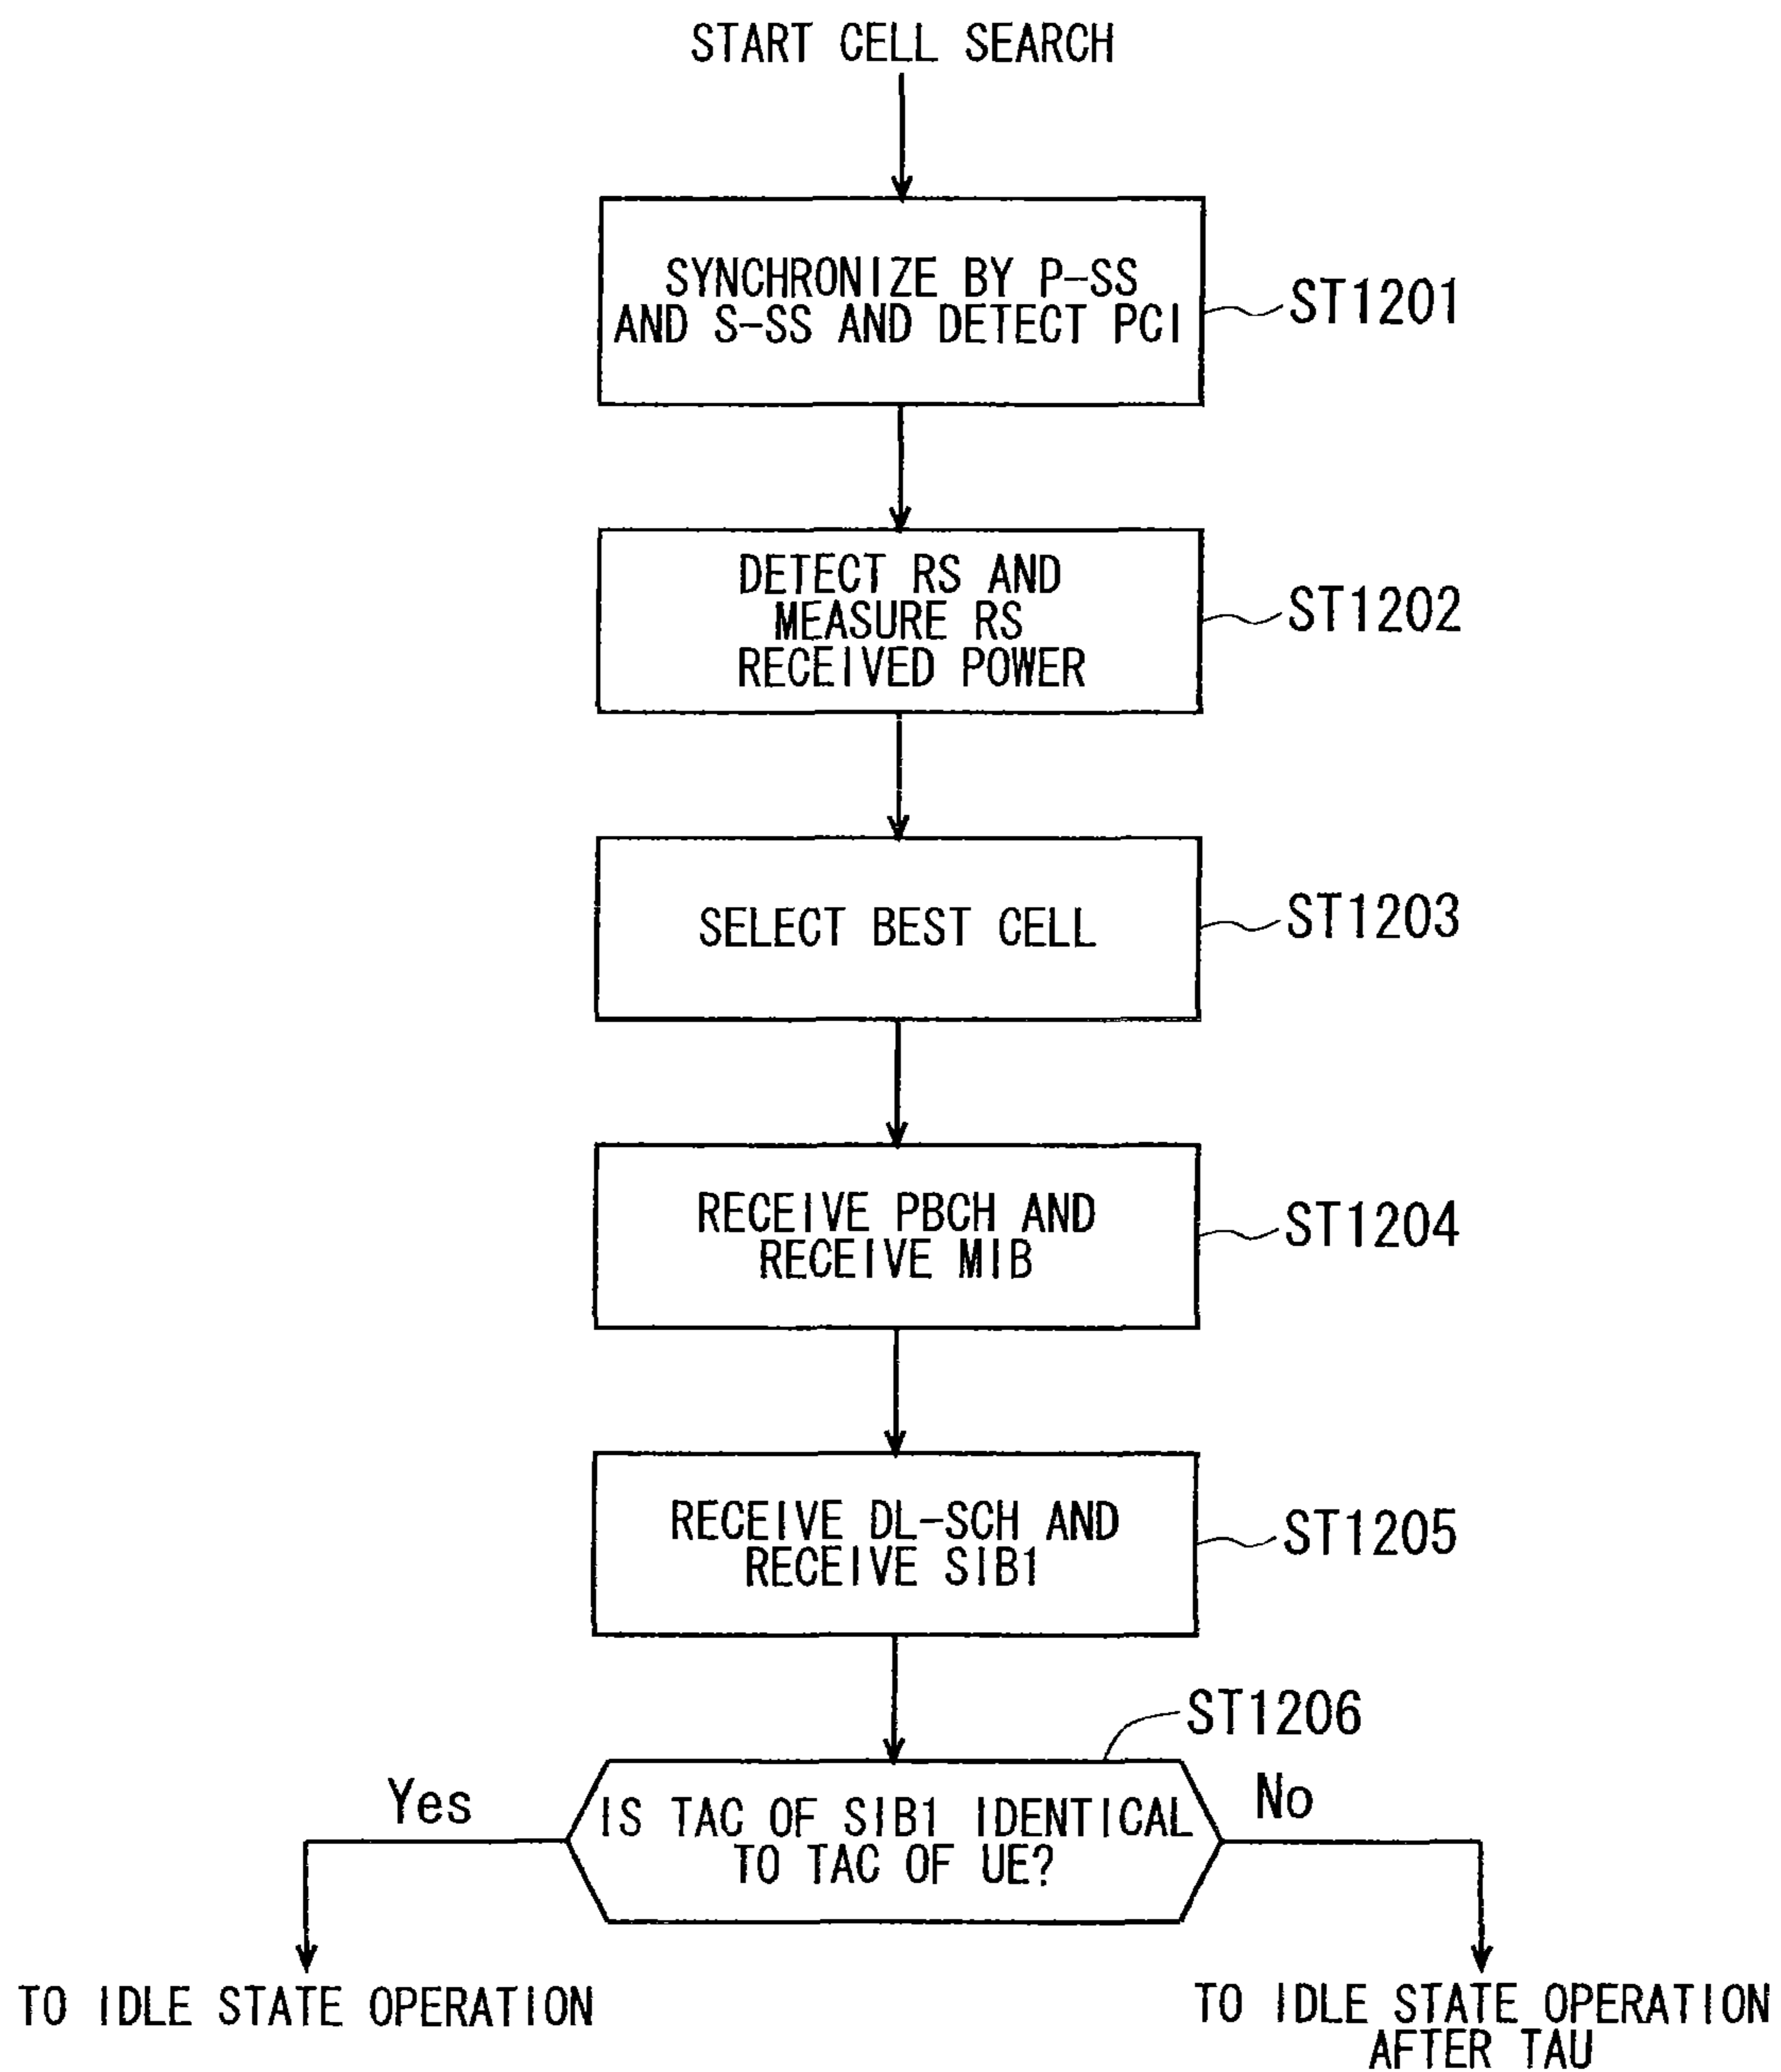 START CELL SEARCH
SYNCHRONIZE BY P-SS
AND S-SS AND DETECT PCI
ST1201
DETECT RS AND
MEASURE RS
RECEIVED POWER
ST1202
SELECT BEST CELL
ST1203
RECEIVE PBCH AND
RECEIVE MIB
ST1204
RECEIVE DL-SCH AND
RECEIVE SIB1
ST1205
ST1206
Yes
IS TAC OF SIB1 IDENTICAL
TO TAC OF UE?
No
TO IDLE STATE OPERATION
TO IDLE STATE OPERATION
AFTER TAU